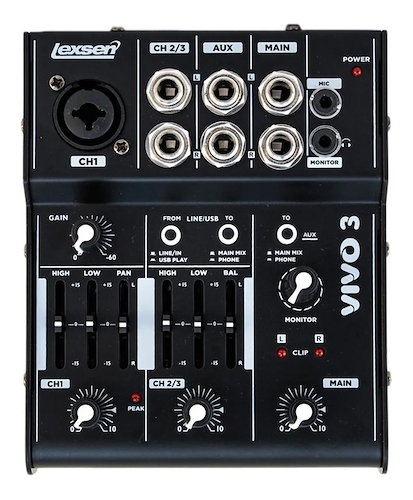 Lexsen
CH 2/3 AUX MAIN
POWER
L L
MIC
R R
MONITOR
CH1
GAIN
0 -60
FROM LINE/USB TO
LINE/IN
USB PLAY
MAIN MIX
PHONE
TO AUX
MAIN MIX
PHONE
HIGH LOW PAN
HIGH LOW BAL
+15 +15 L
+15 +15 L
0 0 0
0 0 0
-15 -15 R
-15 -15 R
MONITOR
VIVO 3
L R
CLIP
CH1
PEAK
CH 2/3
MAIN
0 10
0 10
0 10